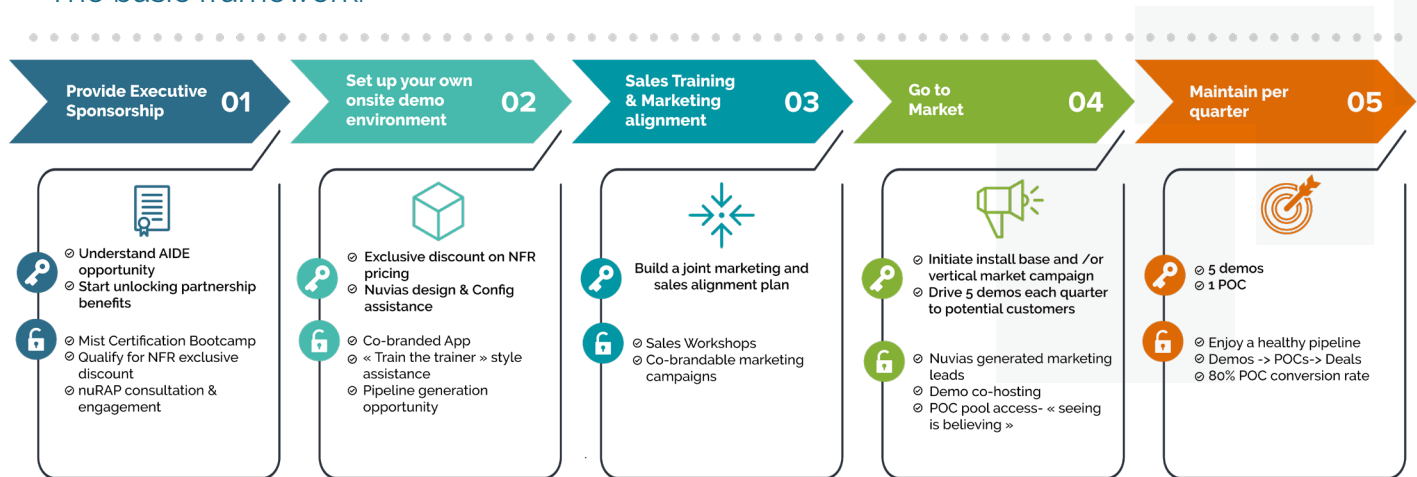 The basic framework:
Provide Executive
Sponsorship
01
Set up your own
onsite demo
environment
02
Sales Training
& Marketing
alignment
03
Go to
Market
04
Maintain per
quarter
05
Understand AIDE
opportunity
Start unlocking partnership
benefits
Mist Certification Bootcamp
Qualify for NFR exclusive
discount
nuRAP consultation &
engagement
Exclusive discount on NFR
pricing
Nuvias design & Config
assistance
Co-branded App
« Train the trainer » style
assistance
Pipeline generation
opportunity
Build a joint marketing and
sales alignment plan
Sales Workshops
Co-brandable marketing
campaigns
Initiate install base and /or
vertical market campaign
Drive 5 demos each quarter
to potential customers
Nuvias generated marketing
leads
Demo co-hosting
POC pool access- « seeing
is believing »
5 demos
1 POC
Enjoy a healthy pipeline
Demos -> POCs-> Deals
80% POC conversion rate